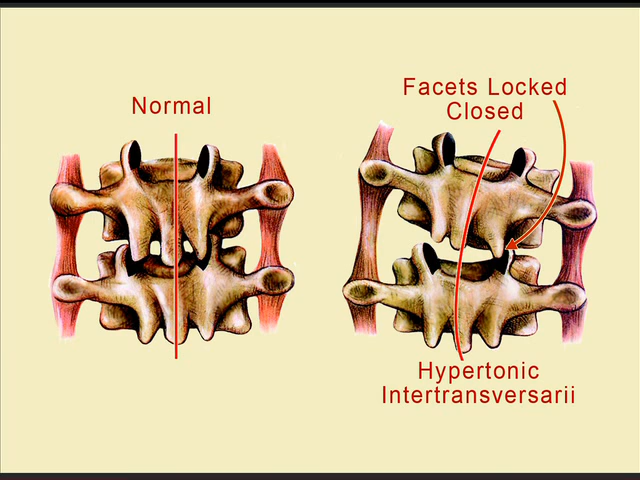 Normal
Facets Locked
Closed
Hypertonic
Intertransversarii